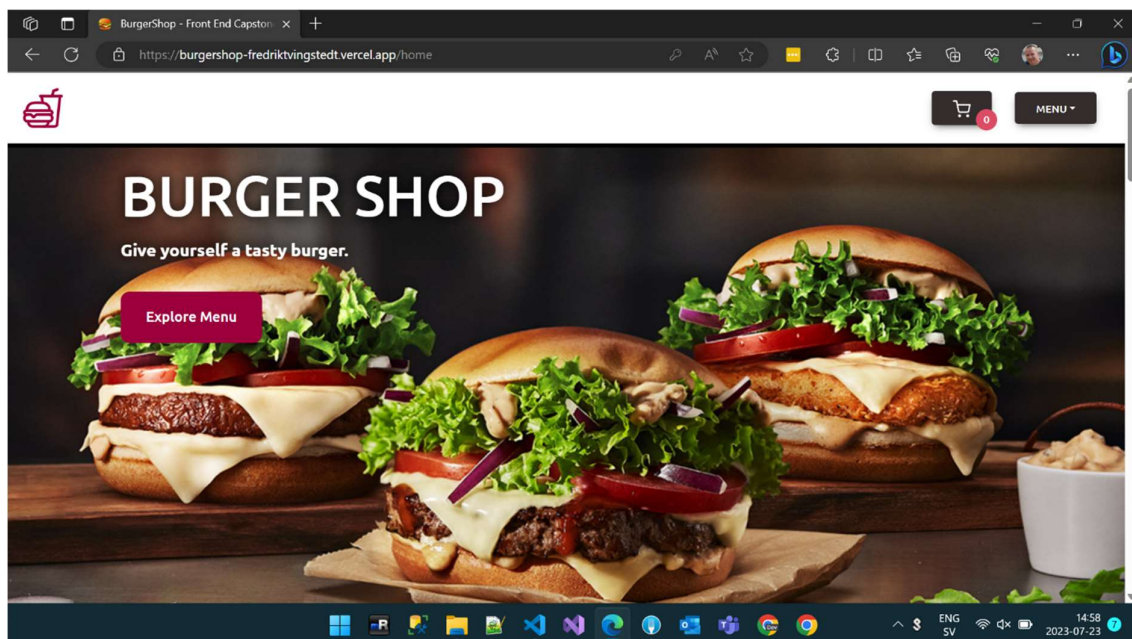 BurgerShop - Front End Capston
https://burgershop-fredriktvingstedt.vercel.app/home
0
MENU
BURGER SHOP
Give yourself a tasty burger.
Explore Menu
ENG
SV
14:58
2023-07-23
7